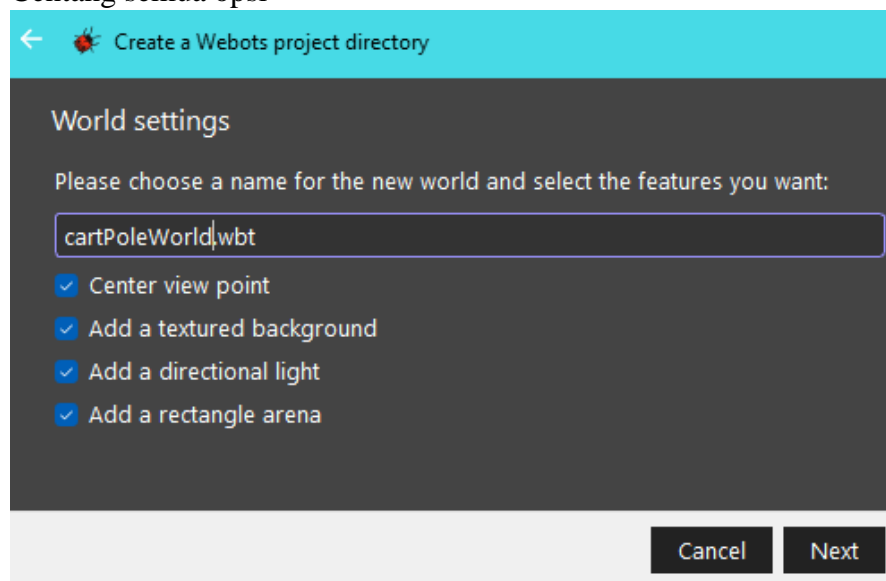 Centang semua opsi
Create a Webots project directory
World settings
Please choose a name for the new world and select the features you want:
cartPoleWorld.wbt
Center view point
Add a textured background
Add a directional light
Add a rectangle arena
Cancel Next